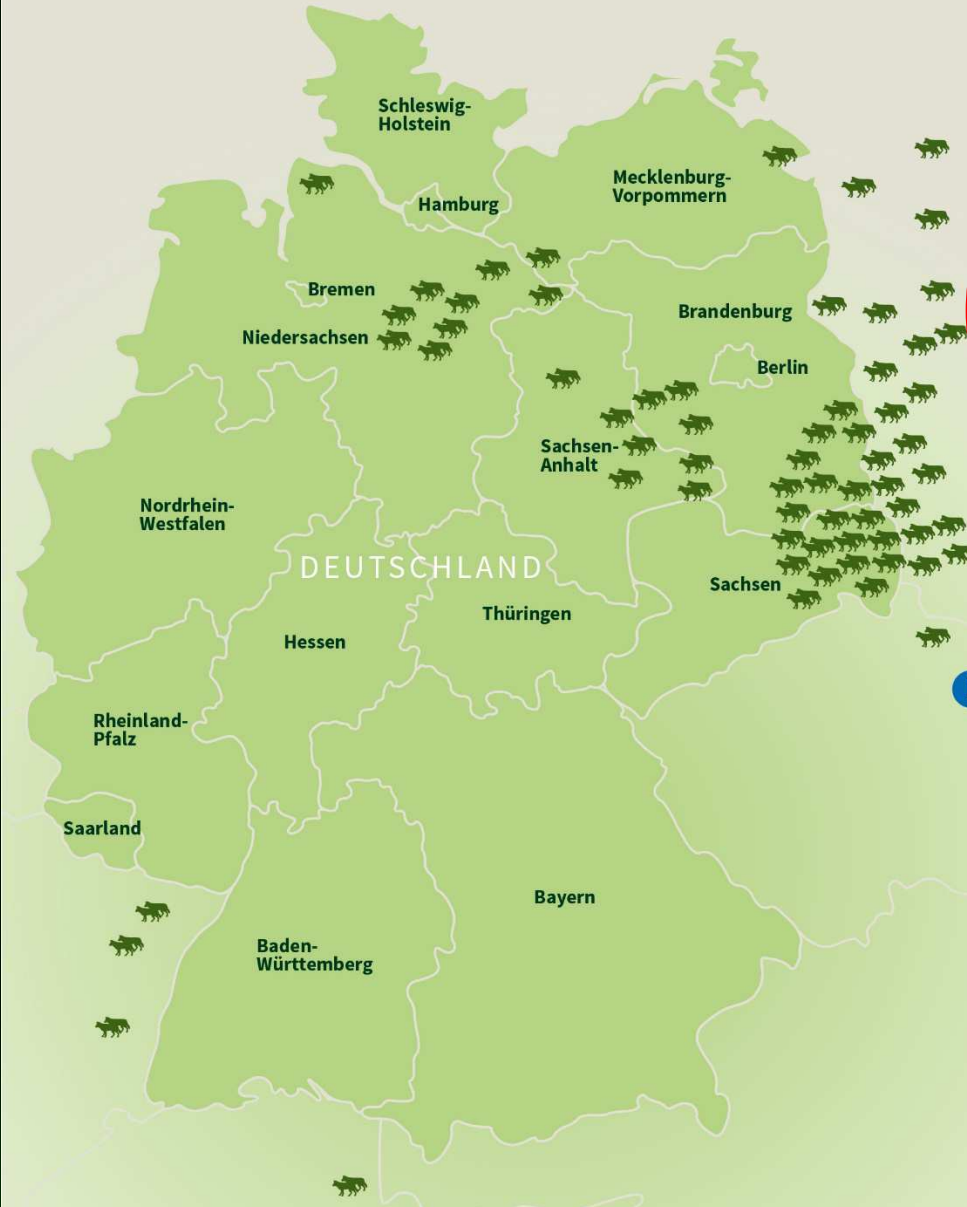 Schleswig-
Holstein
Mecklenburg-
Vorpommern
Hamburg
Bremen
Niedersachsen
Brandenburg
Berlin
Sachsen-
Anhalt
Nordrhein-
Westfalen
DEUTSCHLAND
Sachsen
Thüringen
Hessen
Rheinland-
Pfalz
Saarland
Bayern
Baden-
Württemberg